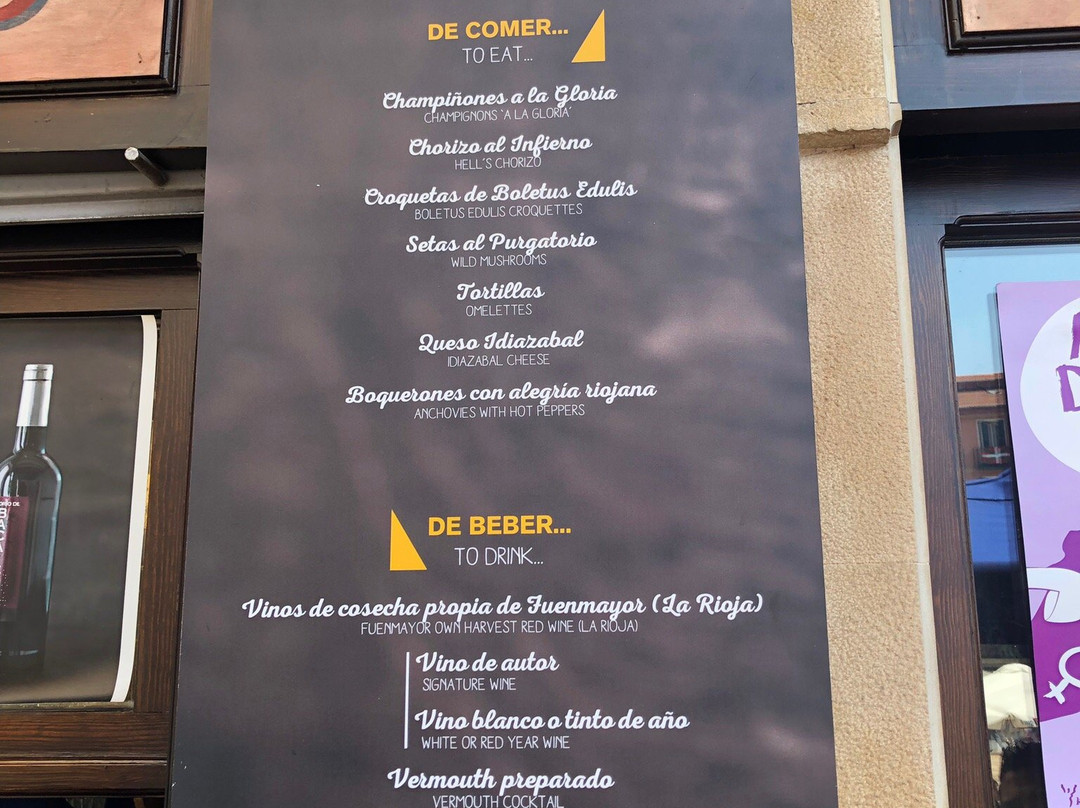 DE COMER...
TO EAT...
Champiñones a la Gloria
CHAMPIGNONS ‘A LA GLORIA’
Chorizo al Infierno
HELL´S CHORIZO
Croquetas de Boletus Edulis
BOLETUS EDULIS CROQUETTES
Setas al Purgatorio
WILD MUSHROOMS
Tortillas
OMELETTES
Queso Idiazabal
IDIAZABAL CHEESE
Boquerones con alegría riojana
ANCHOVIES WITH HOT PEPPERS
DE BEBER...
TO DRINK...
Vinos de cosecha propia de Fuenmayor (La Rioja)
FUENMAYOR OWN HARVEST RED WINE (LA RIOJA)
Vino de autor
SIGNATURE WINE
Vino blanco o tinto de año
WHITE OR RED YEAR WINE
Vermouth preparado
VERMOUTH COCKTAIL